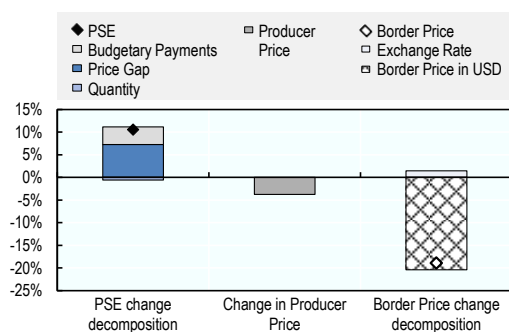 PSE
Budgetary Payments
Price Gap
Quantity
Producer
Price
Border Price
Exchange Rate
Border Price in USD
15%
10%
5%
0%
-5%
-10%
-15%
-20%
-25%
PSE change
decomposition
Change in Producer
Price
Border Price change
decomposition